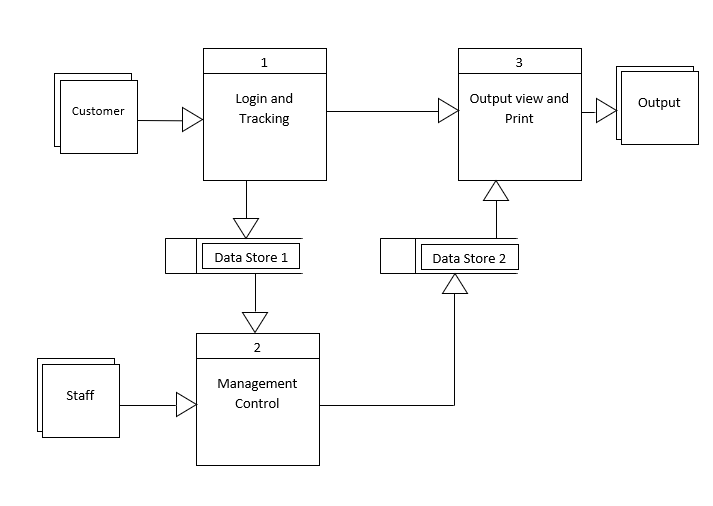 1
Login and
Tracking
3
Output view and
Print
Customer
Output
Data Store 1
Data Store 2
2
Management
Control
Staff